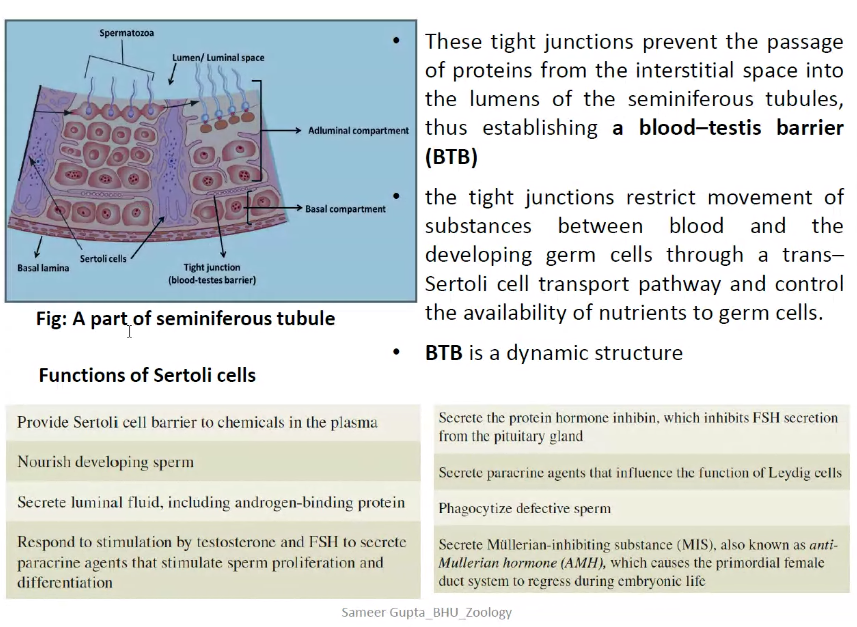 Spermatozoa
Lumen/ Luminal space
Adluminal compartment
Basal compartment
Sertoli cells
Basal lamina
Tight junction
(blood-testes barrier)
Fig: A part of seminiferous tubule
• These tight junctions prevent the passage
of proteins from the interstitial space into
the lumens of the seminiferous tubules,
thus establishing a blood–testis barrier
(BTB)
• the tight junctions restrict movement of
substances between blood and the
developing germ cells through a trans–
Sertoli cell transport pathway and control
the availability of nutrients to germ cells.
• BTB is a dynamic structure
Functions of Sertoli cells
Provide Sertoli cell barrier to chemicals in the plasma
Nourish developing sperm
Secrete luminal fluid, including androgen-binding protein
Respond to stimulation by testosterone and FSH to secrete
paracrine agents that stimulate sperm proliferation and
differentiation
Secrete the protein hormone inhibin, which inhibits FSH secretion
from the pituitary gland
Secrete paracrine agents that influence the function of Leydig cells
Phagocytize defective sperm
Secrete Müllerian-inhibiting substance (MIS), also known as anti-
Mullerian hormone (AMH), which causes the primordial female
duct system to regress during embryonic life
Sameer Gupta_BHU_Zoology